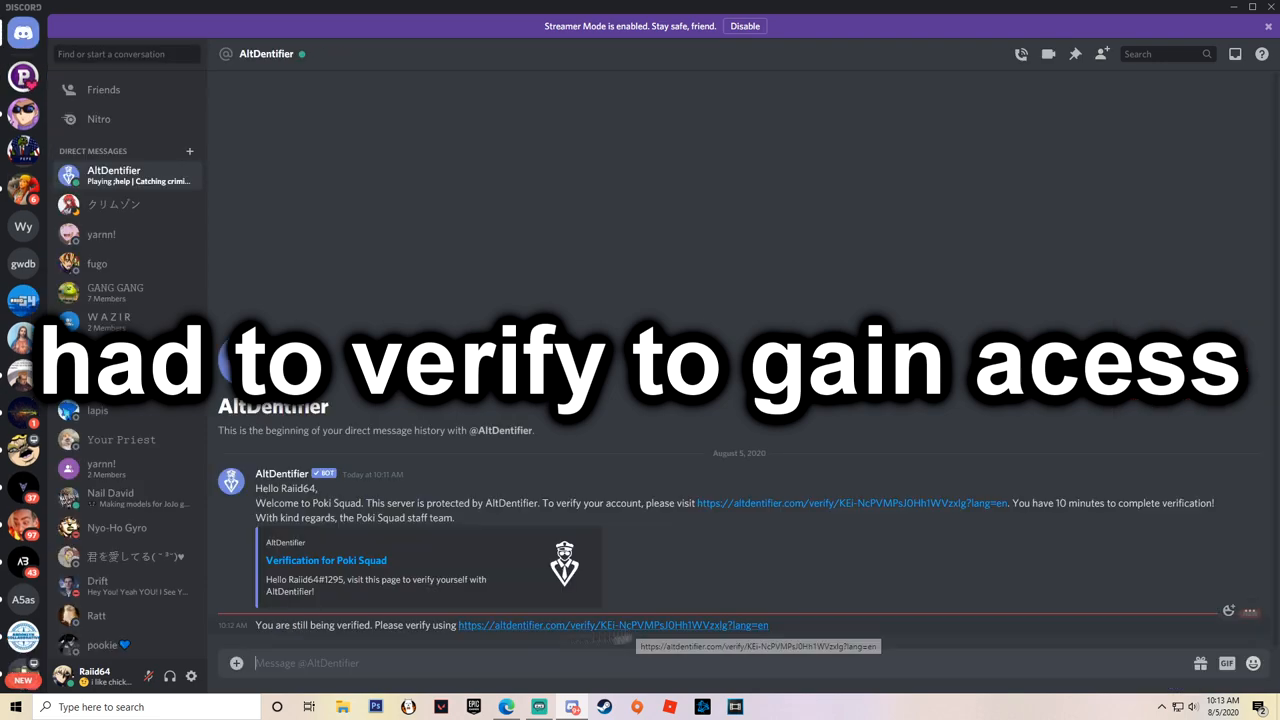 DISCORD
Streamer Mode is enabled. Stay safe, friend. Disable
Find or start a conversation
AltDentifier
Search
Friends
Nitro
DIRECT MESSAGES
AltDentifier
Playing ;help | Catching crimi...
クリムゾン
yarnn!
fugo
GANG GANG
7 Members
W A Z I R
2 Members
lapis
Your Priest
yarnn!
2 Members
Nail David
Making models for JoJo g...
Nyo-Ho Gyro
君を愛してる( ˘ ³˘)♥
Drift
Hey You! Yeah YOU! I See Y...
Ratt
pookie
Raiid64
i like chick...
PEPE
6
Wy
gwdb
1
37
97
43
A5as
NEW
had to verify to gain acess
AltDentifier
This is the beginning of your direct message history with @AltDentifier.
August 5, 2020
AltDentifier BOT Today at 10:11 AM
Hello Raiid64,
Welcome to Poki Squad. This server is protected by AltDentifier. To verify your account, please visit https://altdentifier.com/verify/KEi-NcPVMPsJ0Hh1WVzxlg?lang=en. You have 10 minutes to complete verification!
With kind regards, the Poki Squad staff team.
AltDentifier
Verification for Poki Squad
Hello Raiid64#1295, visit this page to verify yourself with
AltDentifier!
10:12 AM You are still being verified. Please verify using https://altdentifier.com/verify/KEi-NcPVMPsJ0Hh1WVzxlg?lang=en
https://altdentifier.com/verify/KEi-NcPVMPsJ0Hh1WVzxlg?lang=en
Message @AltDentifier
GIF
Type here to search
10:13 AM
8/5/2020
2